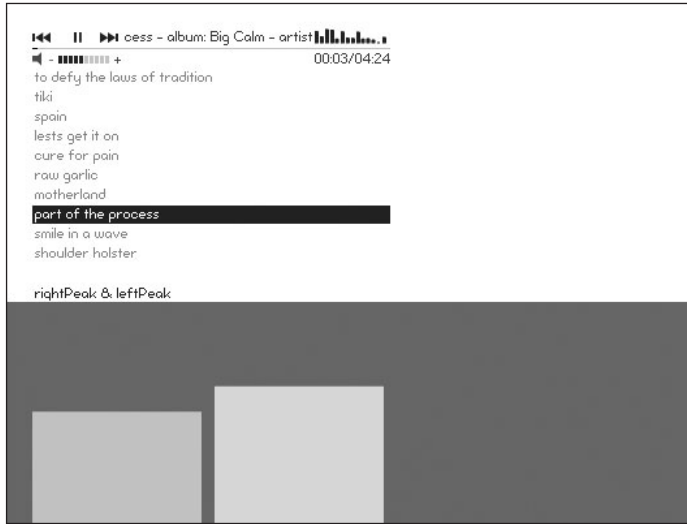 cess - album: Big Calm - artist
- + 00:03/04:24
to defy the laws of tradition
tiki
spain
lests get it on
cure for pain
raw garlic
motherland
part of the process
smile in a wave
shoulder holster
rightPeak & leftPeak